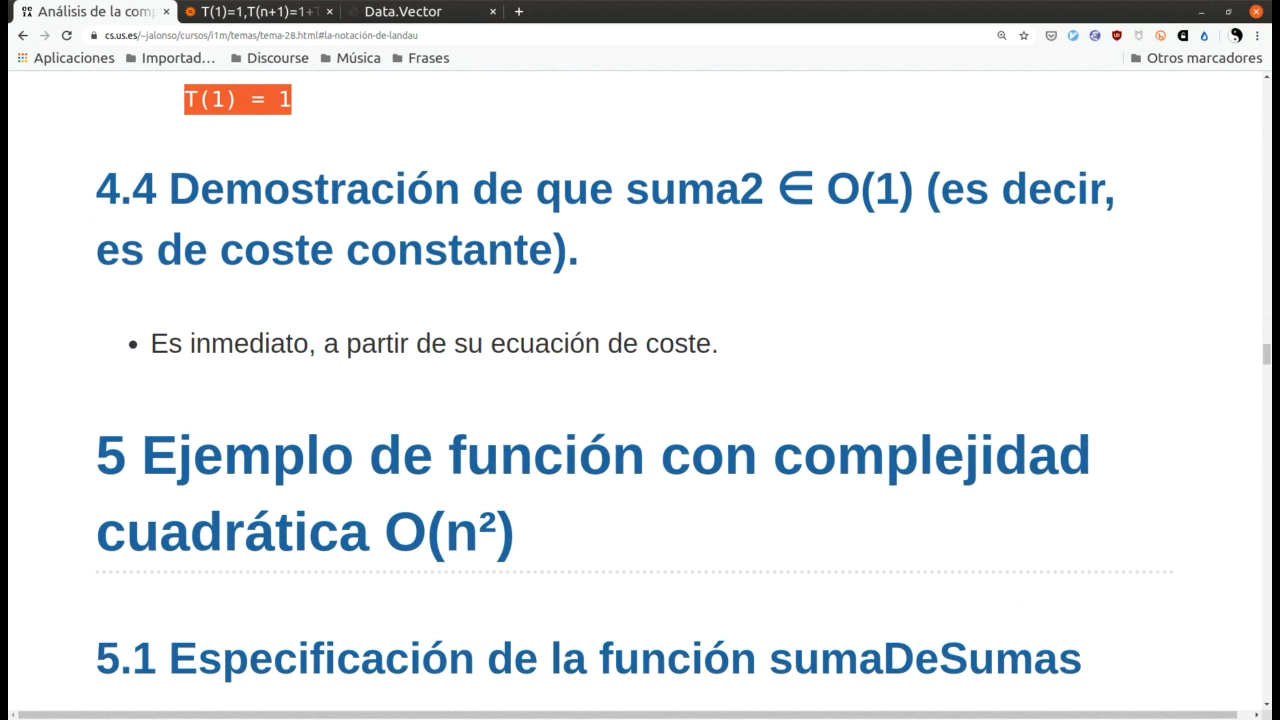 Análisis de la comp
T(1)=1,T(n+1)=1+T
Data.Vector
cs.us.es/~jalonso/cursos/i1m/temas/tema-28.html#la-notación-de-landau
Aplicaciones
Importad...
Discourse
Música
Frases
Otros marcadores
T(1) = 1
4.4 Demostración de que suma2 ∈ O(1) (es decir,
es de coste constante).
• Es inmediato, a partir de su ecuación de coste.
5 Ejemplo de función con complejidad
cuadrática O(n²)
5.1 Especificación de la función sumaDeSumas